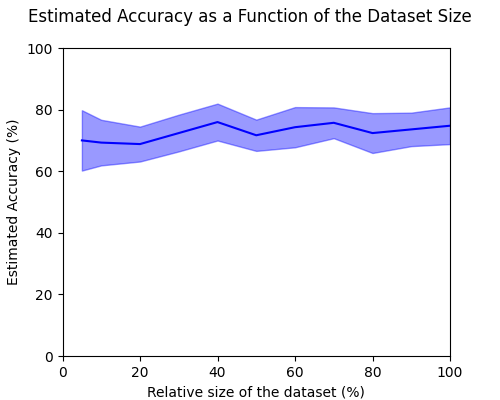 Estimated Accuracy as a Function of the Dataset Size
100
80
60
40
20
0
Estimated Accuracy (%)
0 20 40 60 80 100
Relative size of the dataset (%)